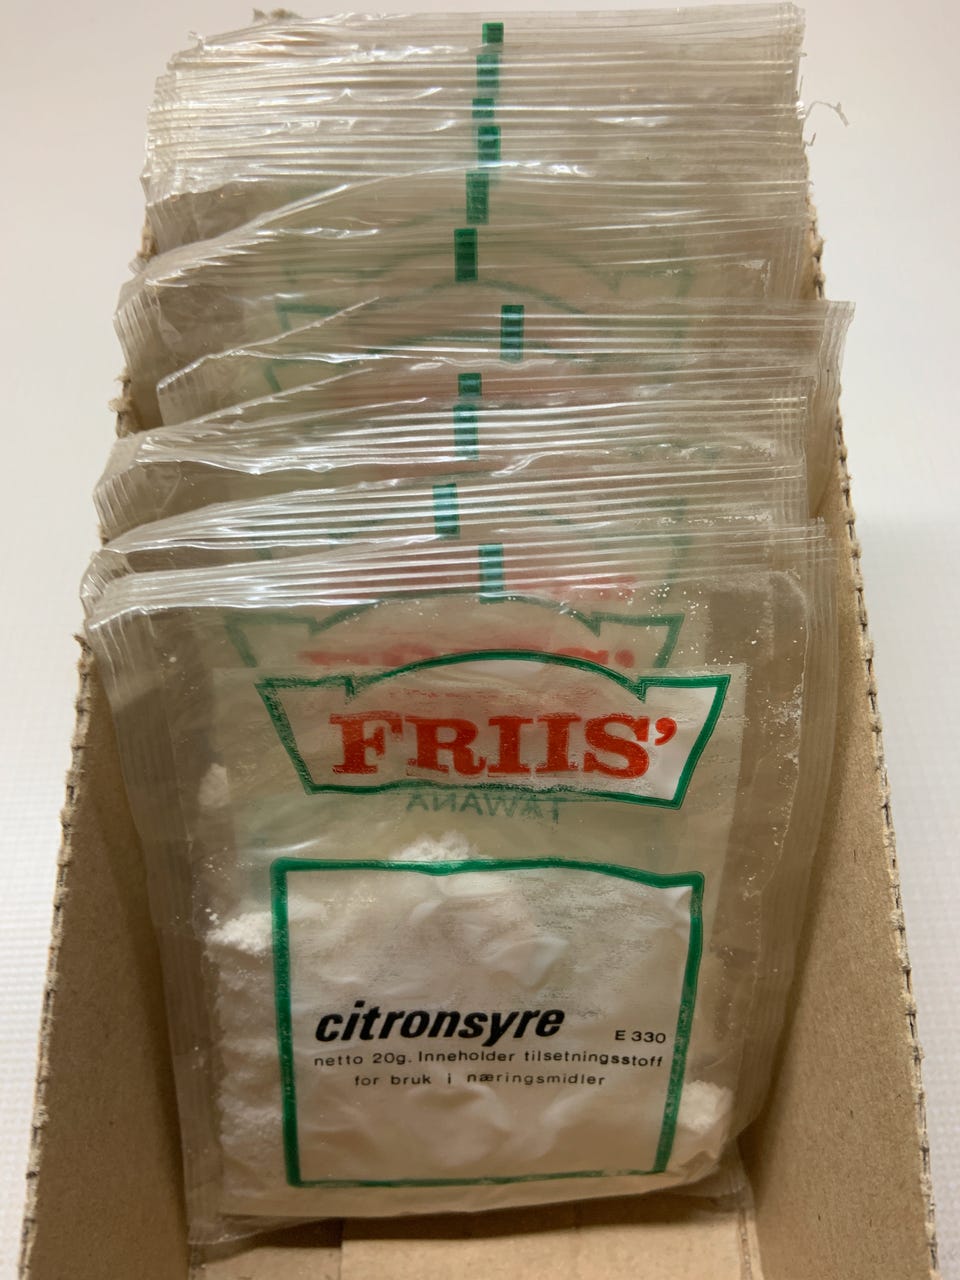 FRIIS’
TAWANA
citronsyre
E 330
netto 20g. Inneholder tilsetningsstoff
for bruk i næringsmidler